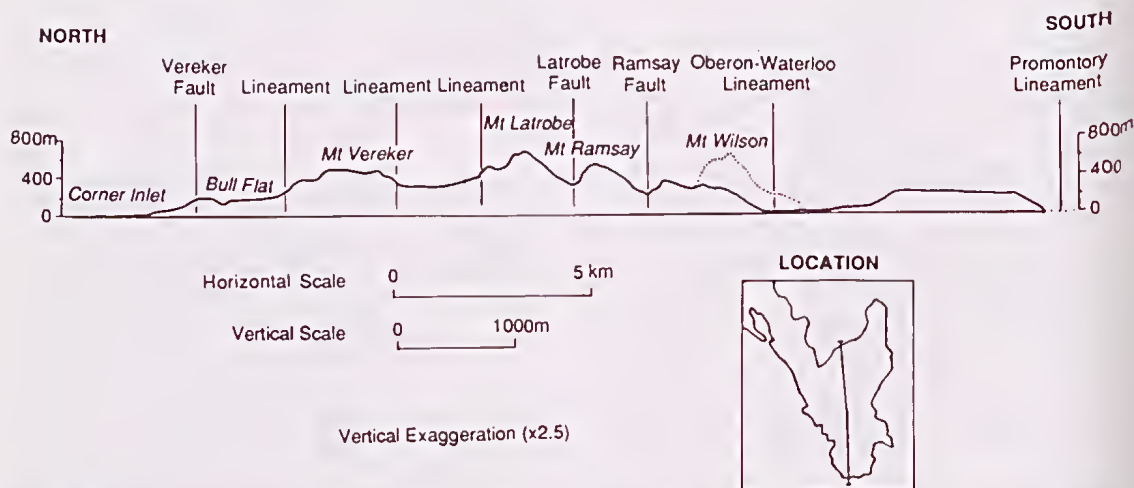 NORTH
SOUTH
Vereker
Fault
Lineament
Lineament
Lineament
Latrobe
Fault
Ramsay
Fault
Oberon-Waterloo
Lineament
Promontory
Lineament
800m
400
0
Corner Inlet
Bull Flat
Mt Vereker
Mt Latrobe
Mt Ramsay
Mt Wilson
800m
400
0
Horizontal Scale
0
5 km
Vertical Scale
0
1000m
Vertical Exaggeration (x2.5)
LOCATION